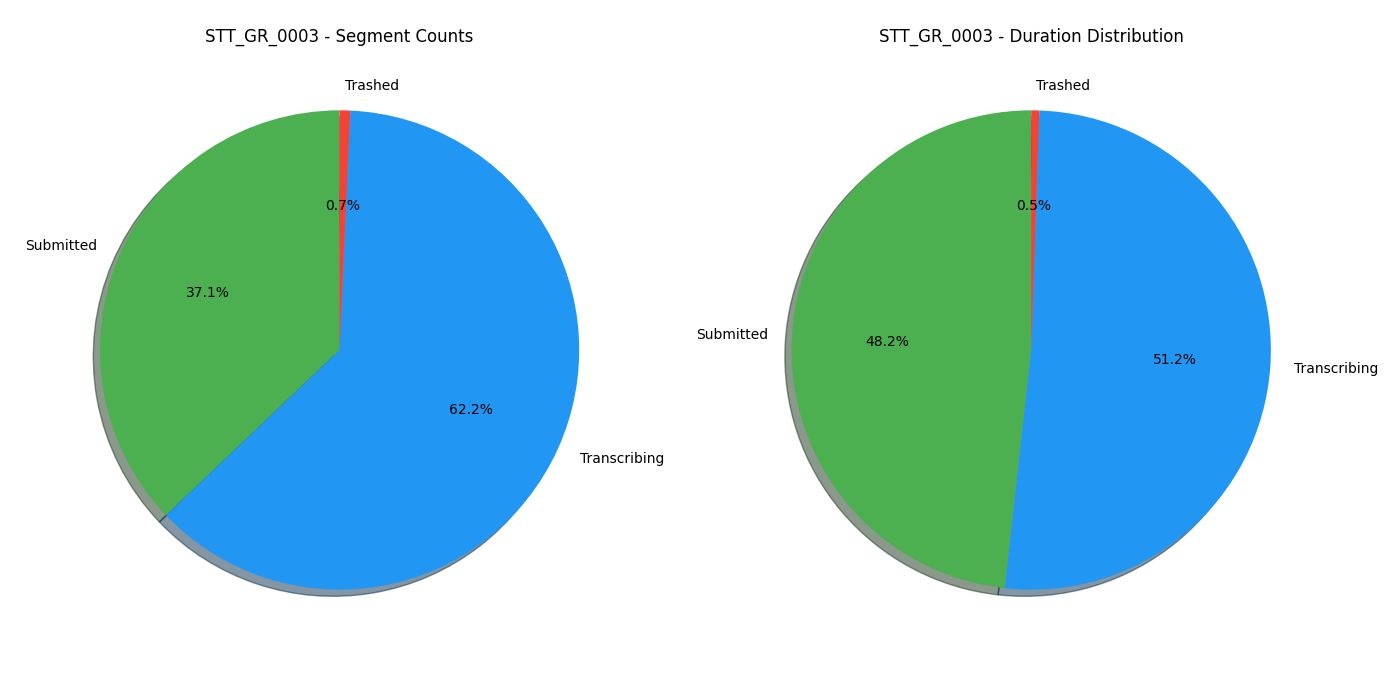 STT_GR_0003 - Segment Counts
Trashed
Submitted
0.7%
37.1%
62.2%
Transcribing
STT_GR_0003 - Duration Distribution
Trashed
Submitted
0.5%
48.2%
51.2%
Transcribing